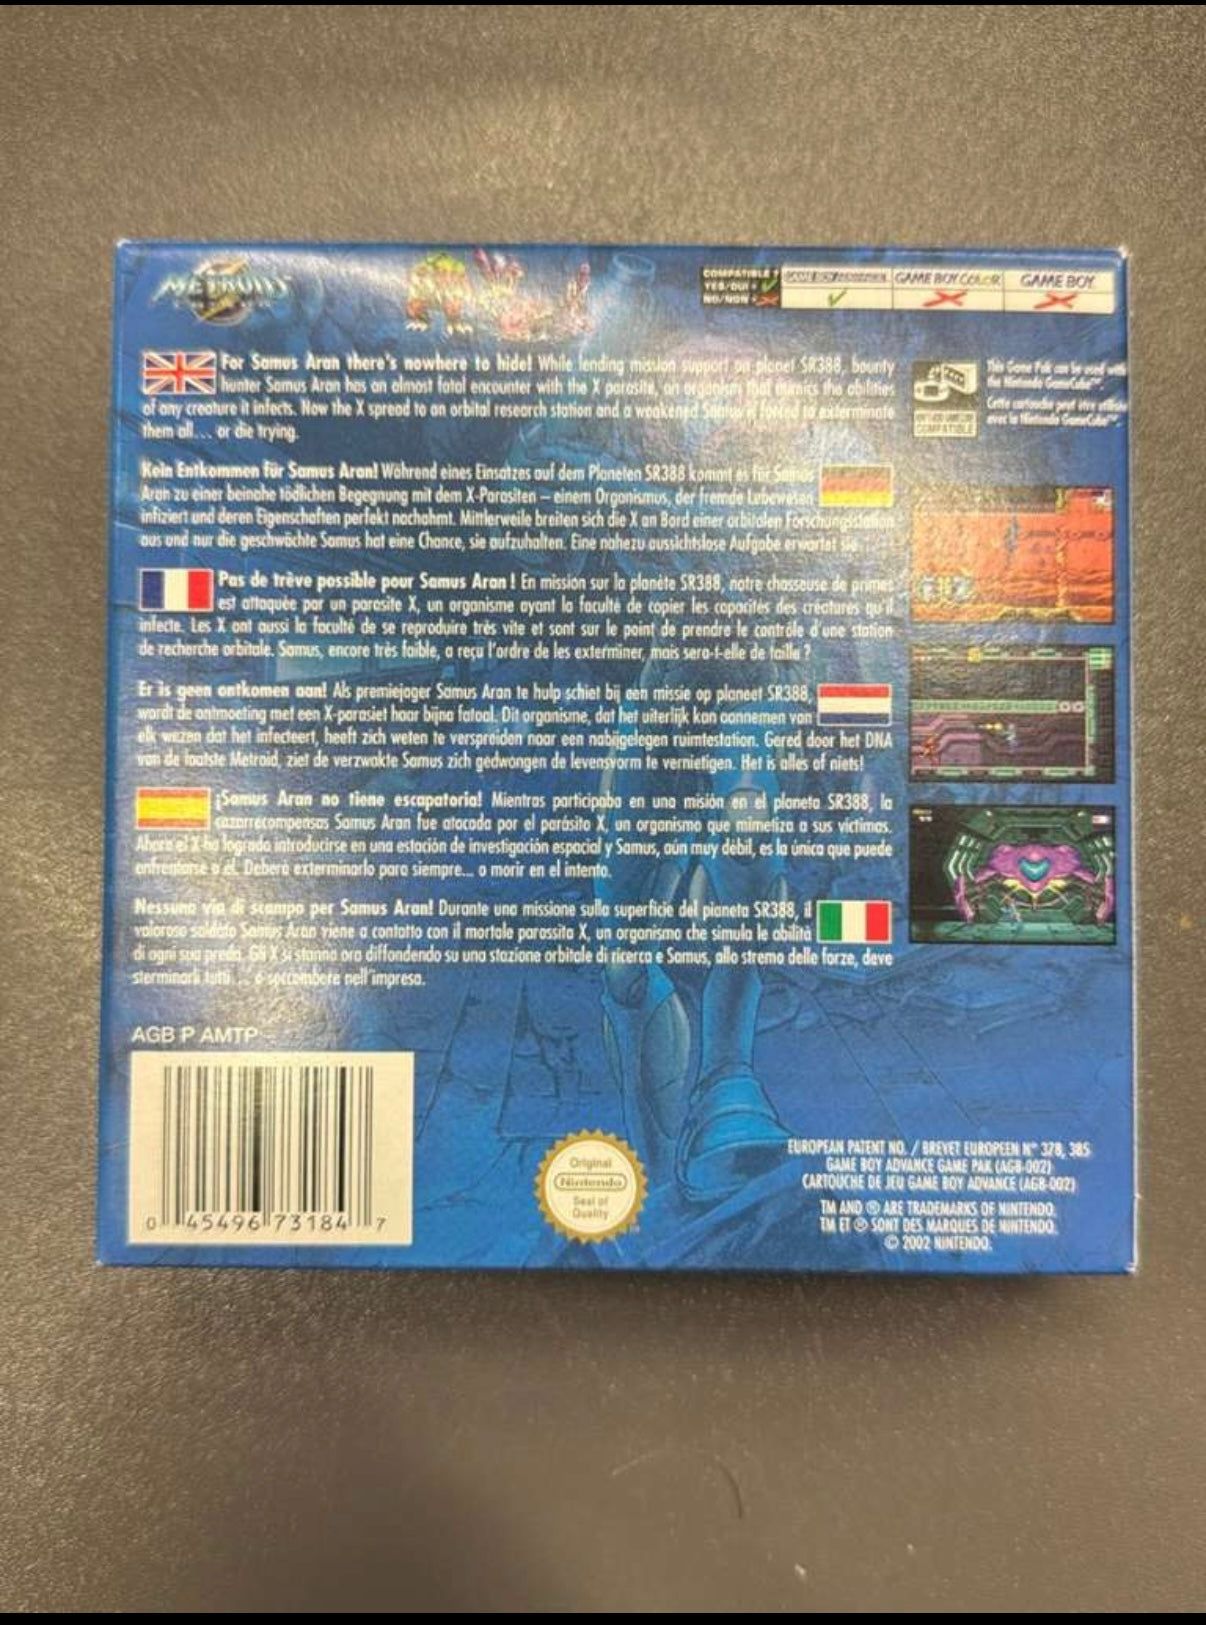 METROID
COMPATIBLE ?
YES/OUI =
NO/NON =
GAME BOY ADVANCE
GAME BOY COLOR
GAME BOY
For Samus Aran there's nowhere to hide! While lending mission support on planet SR388, bounty
hunter Samus Aran has an almost fatal encounter with the X parasite, an organism that mimics the abilities
of any creature it infects. Now the X spread to an orbital research station and a weakened Samus is forced to exterminate
them all... or die trying.
This Game Pak can be used with
the Nintendo GameCube™.
Cette cartouche peut être utilisée
avec le Nintendo GameCube™.
COMPATIBLE
Kein Entkommen für Samus Aran! Während eines Einsatzes auf dem Planeten SR388 kommt es für Samus
Aran zu einer beinahe tödlichen Begegnung mit dem X-Parasiten – einem Organismus, der fremde Lebewesen
infiziert und deren Eigenschaften perfekt nachahmt. Mittlerweile breiten sich die X an Bord einer orbitalen Forschungsstation
aus und nur die geschwächte Samus hat eine Chance, sie aufzuhalten. Eine nahezu aussichtslose Aufgabe erwartet sie...
Pas de trève possible pour Samus Aran ! En mission sur la planète SR388, notre chasseuse de primes
est attaquée par un parasite X, un organisme ayant la faculté de copier les capacités des créatures qu'il
infecte. Les X ont aussi la faculté de se reproduire très vite et sont sur le point de prendre le contrôle d'une station
de recherche orbitale. Samus, encore très faible, a reçu l'ordre de les exterminer, mais sera-t-elle de taille ?
Er is geen ontkomen aan! Als premiejager Samus Aran te hulp schiet bij een missie op planeet SR388,
wordt de ontmoeting met een X-parasiet haar bijna fataal. Dit organisme, dat het uiterlijk kan aannemen van
elk wezen dat het infecteert, heeft zich weten te verspreiden naar een nabijgelegen ruimtestation. Gered door het DNA
van de laatste Metroid, ziet de verzwakte Samus zich gedwongen de levensvorm te vernietigen. Het is alles of niets!
¡Samus Aran no tiene escapatoria! Mientras participaba en una misión en el planeta SR388, la
cazarrecompensas Samus Aran fue atacada por el parásito X, un organismo que mimetiza a sus víctimas.
Ahora el X ha logrado introducirse en una estación de investigación espacial y Samus, aún muy débil, es la única que puede
enfrentarse a él. Deberá exterminarlo para siempre... o morir en el intento.
Nessuna via di scampo per Samus Aran! Durante una missione sulla superficie del pianeta SR388, il
valoroso soldato Samus Aran viene a contatto con il mortale parassita X, un organismo che simula le abilità
di ogni sua preda. Gli X si stanno ora diffondendo su una stazione orbitale di ricerca e Samus, allo stremo delle forze, deve
sterminarli tutti... o soccombere nell'impresa.
AGB P AMTP
0 45496 73184 7
Original
Nintendo
Seal of
Quality
EUROPEAN PATENT NO. / BREVET EUROPEEN N° 378, 385
GAME BOY ADVANCE GAME PAK (AGB-002)
CARTOUCHE DE JEU GAME BOY ADVANCE (AGB-002)
TM AND ® ARE TRADEMARKS OF NINTENDO.
TM ET ® SONT DES MARQUES DE NINTENDO.
© 2002 NINTENDO.